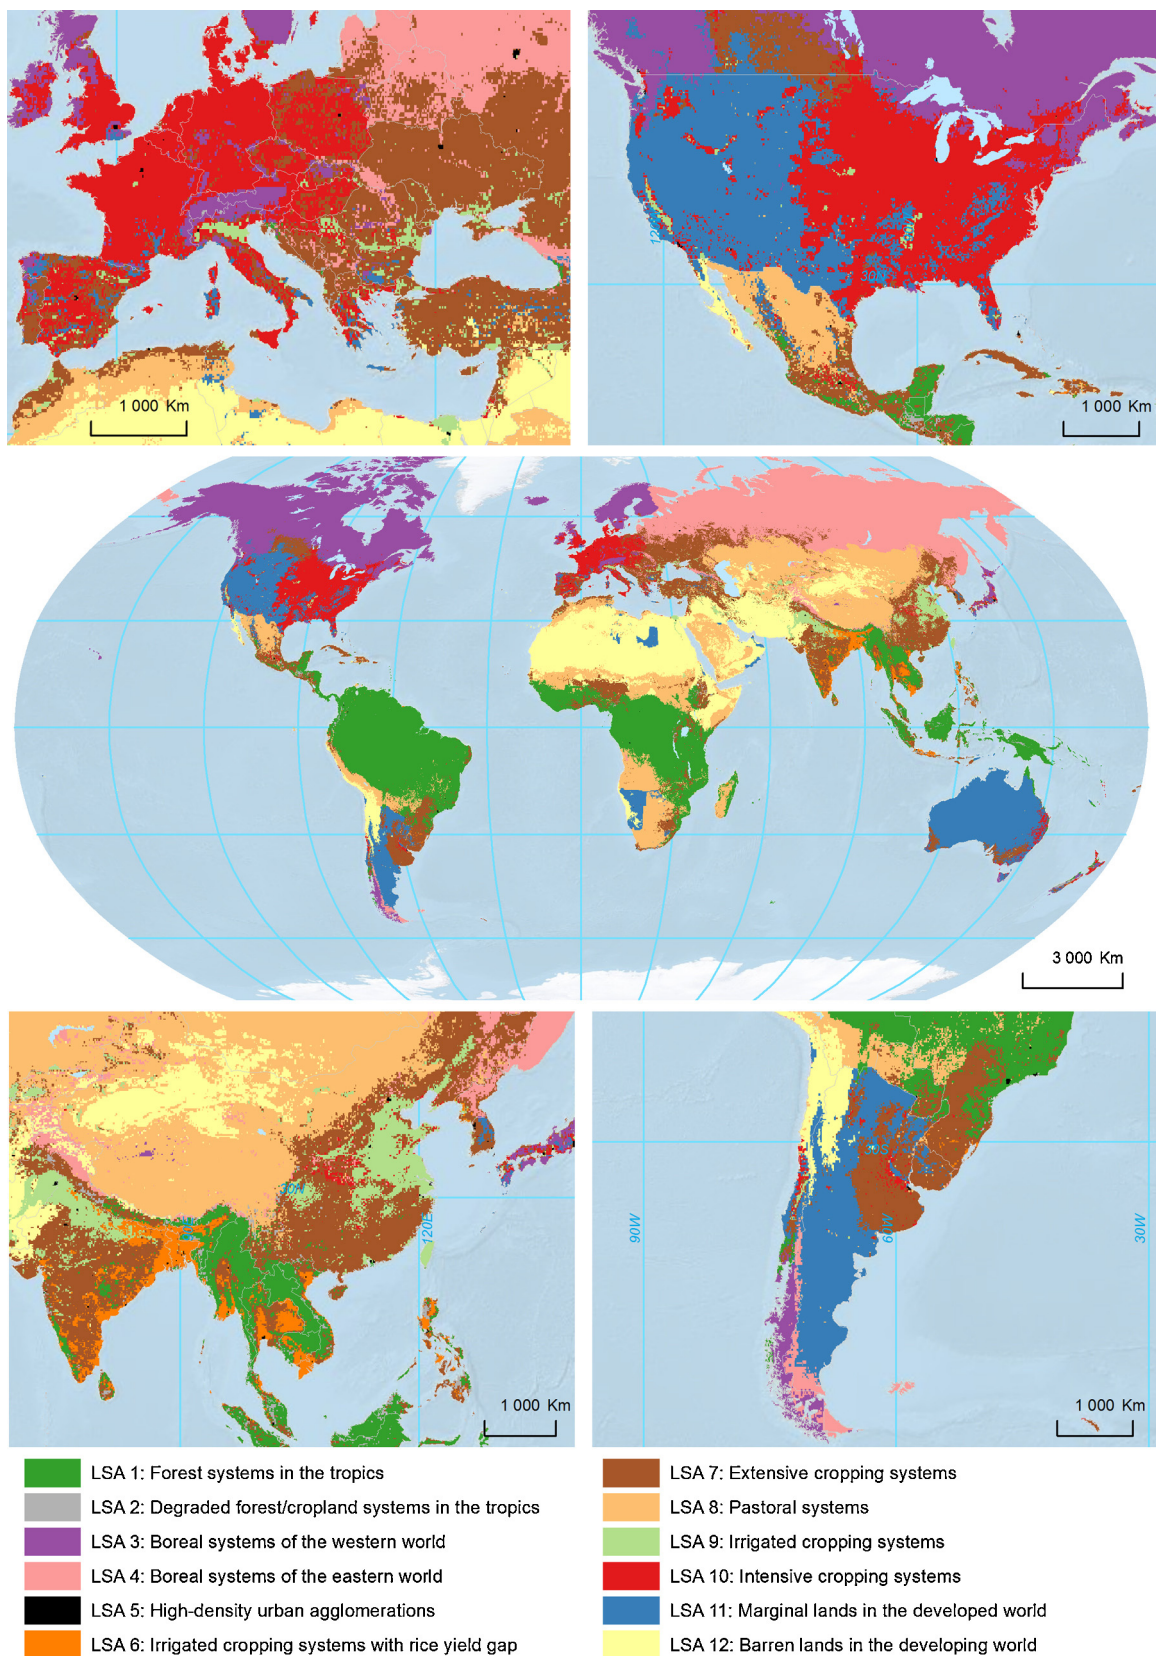 1 000 Km
12
30N
1 000 Km
3 000 Km
30N
120E
1 000 Km
30S
90W
60W
30W
1 000 Km
LSA 1: Forest systems in the tropics
LSA 2: Degraded forest/cropland systems in the tropics
LSA 3: Boreal systems of the western world
LSA 4: Boreal systems of the eastern world
LSA 5: High-density urban agglomerations
LSA 6: Irrigated cropping systems with rice yield gap
LSA 7: Extensive cropping systems
LSA 8: Pastoral systems
LSA 9: Irrigated cropping systems
LSA 10: Intensive cropping systems
LSA 11: Marginal lands in the developed world
LSA 12: Barren lands in the developing world